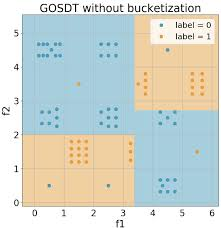 GOSDT without bucketization
label = 0
label = 1
5
4
3
2
1
0
f2
0 1 2 3 4 5 6
f1